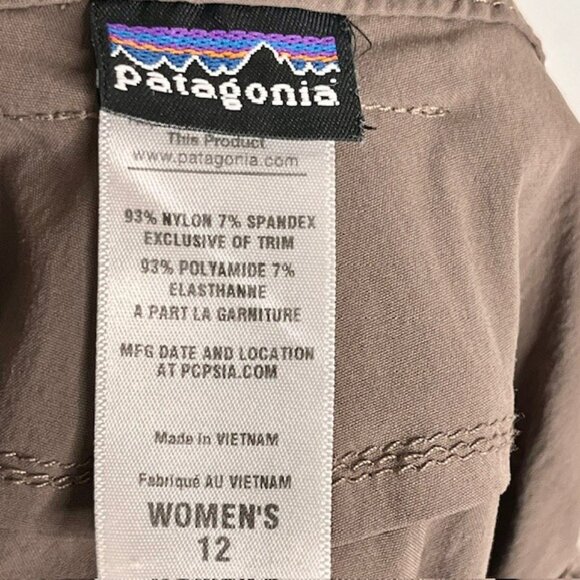 patagonia
This Product
www.patagonia.com
93% NYLON 7% SPANDEX
EXCLUSIVE OF TRIM
93% POLYAMIDE 7%
ELASTHANNE
A PART LA GARNITURE
MFG DATE AND LOCATION
AT PCPSIA.COM
Made in VIETNAM
Fabriqué AU VIETNAM
WOMEN'S
12